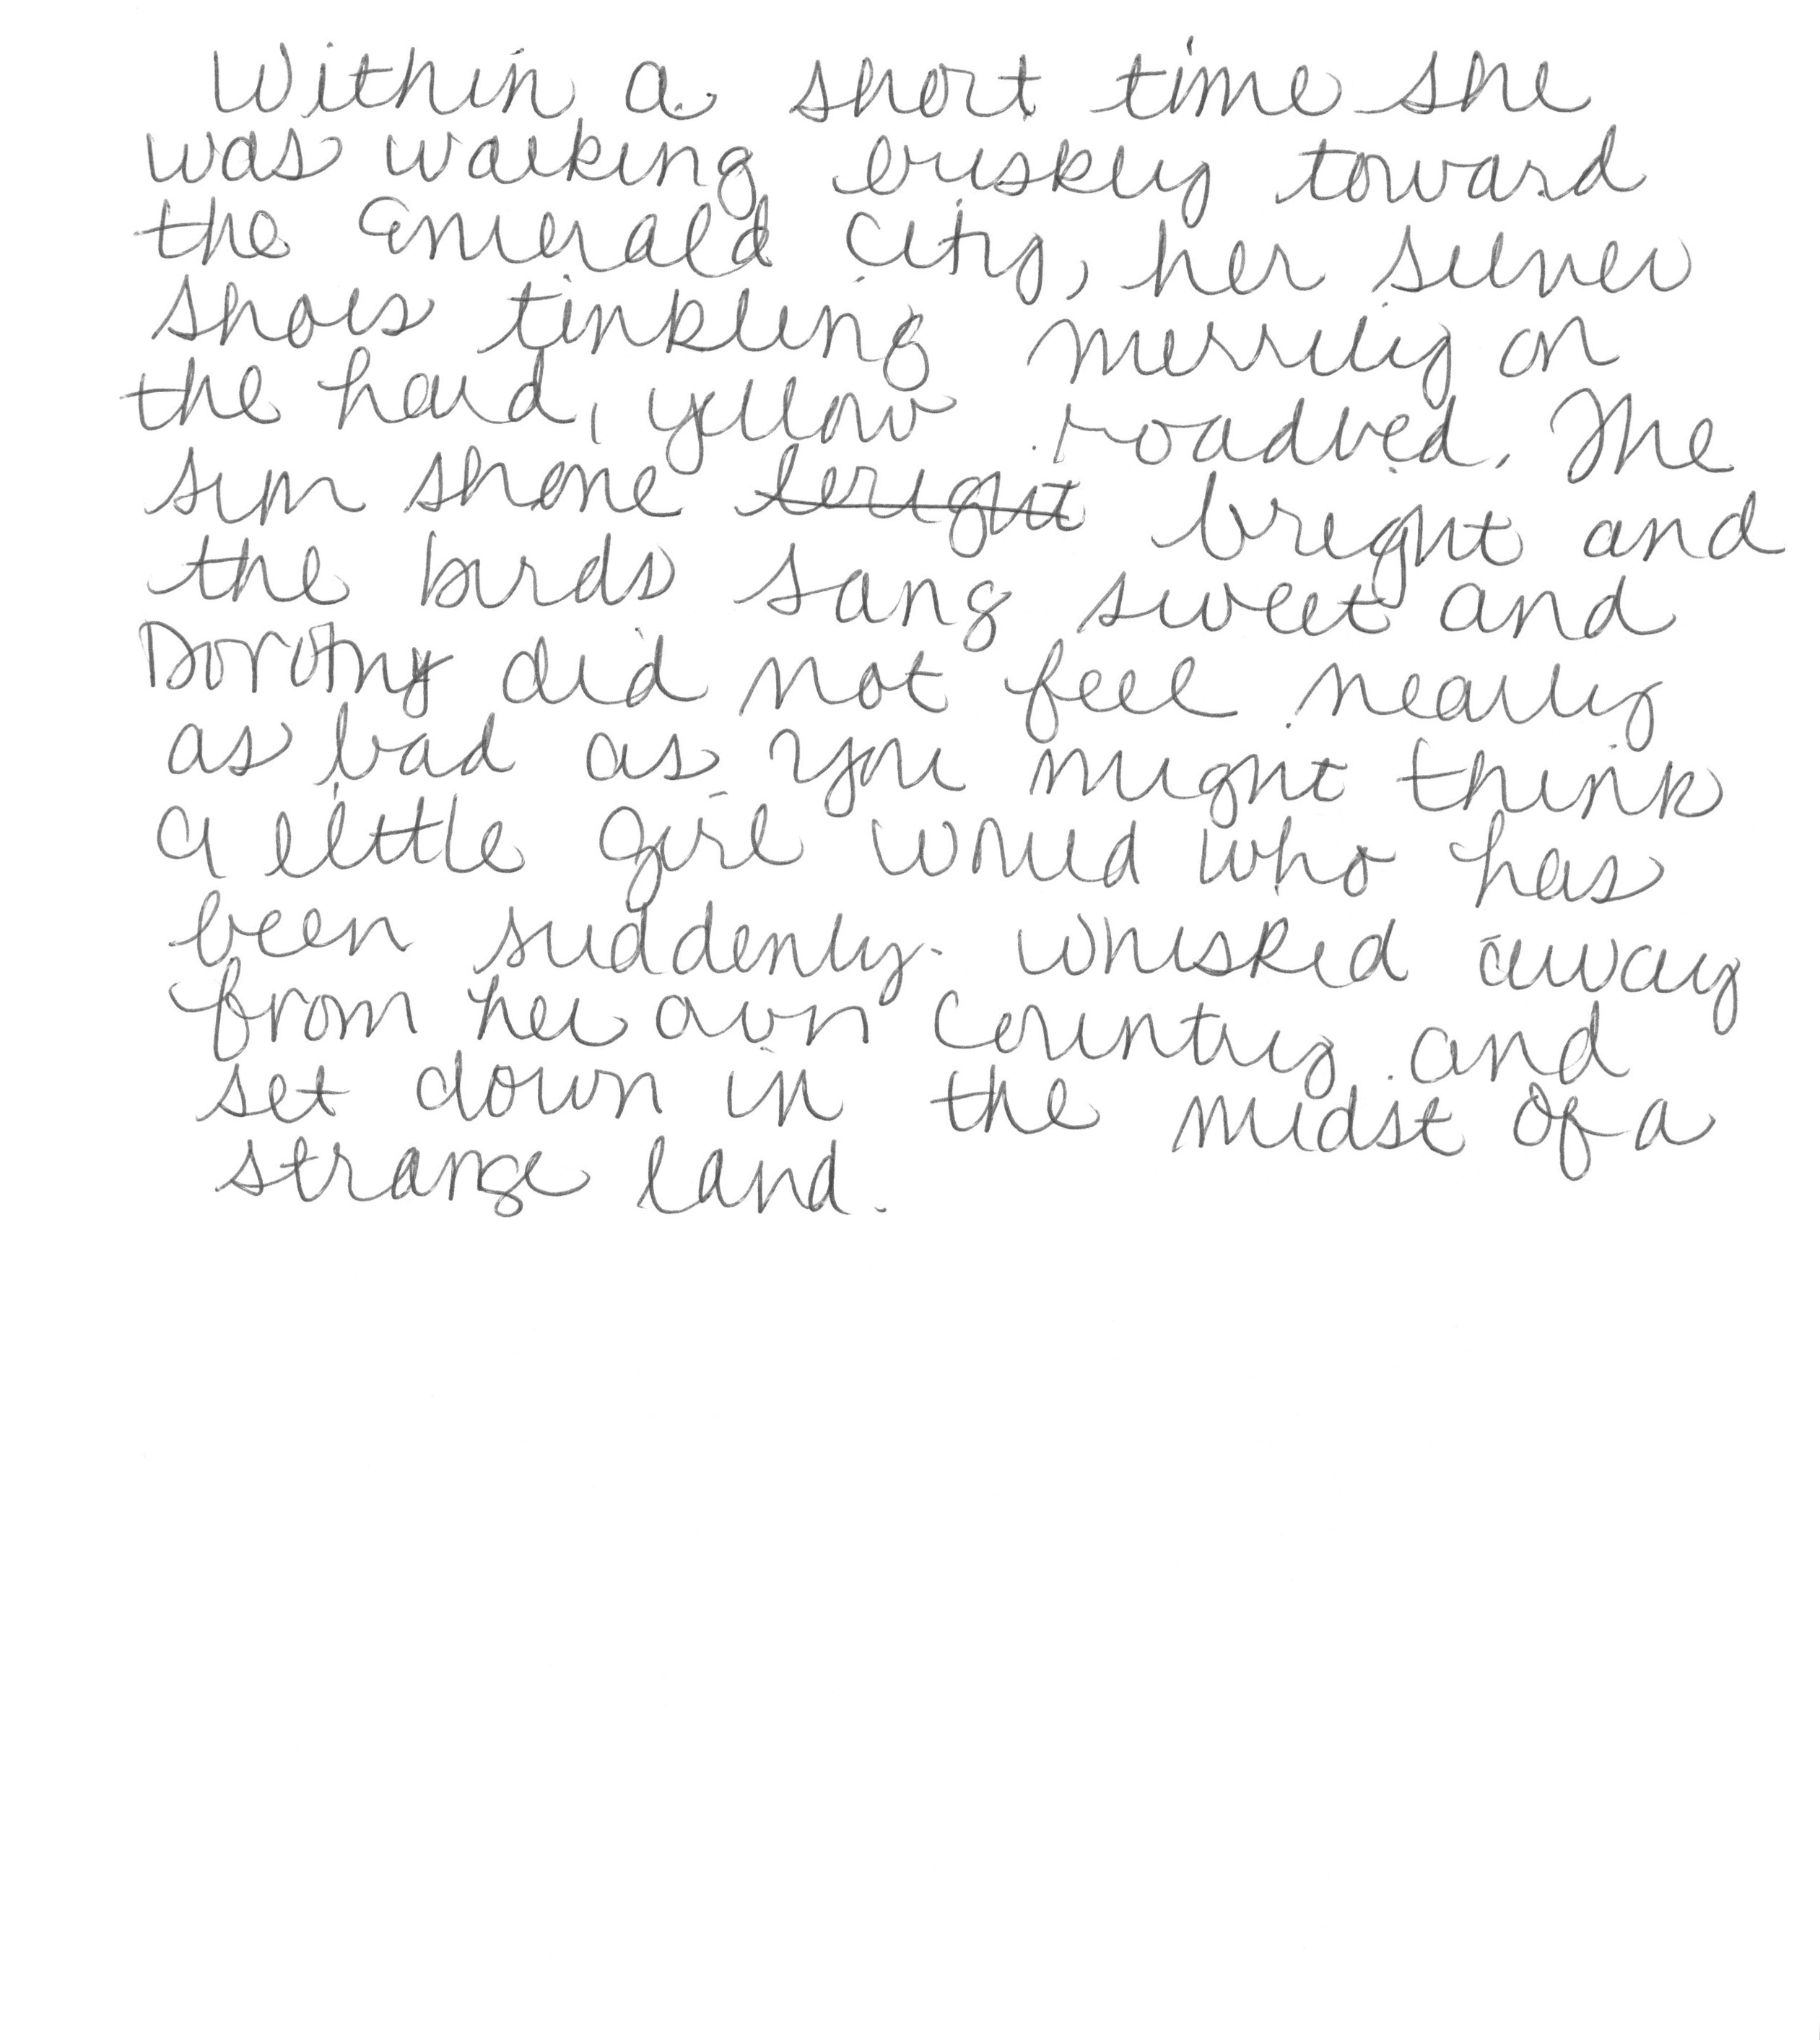 Within a short time she
was walking briskly toward
the Emerald City, her silver
shoes tinkling merrily on
the hard, yellow roadbed. The
sun shone bright bright and
the birds sang sweet and
Dorothy did not feel nearly
as bad as you might think
a little girl would who has
been suddenly whisked away
from her own country and
set down in the midst of a
strange land.